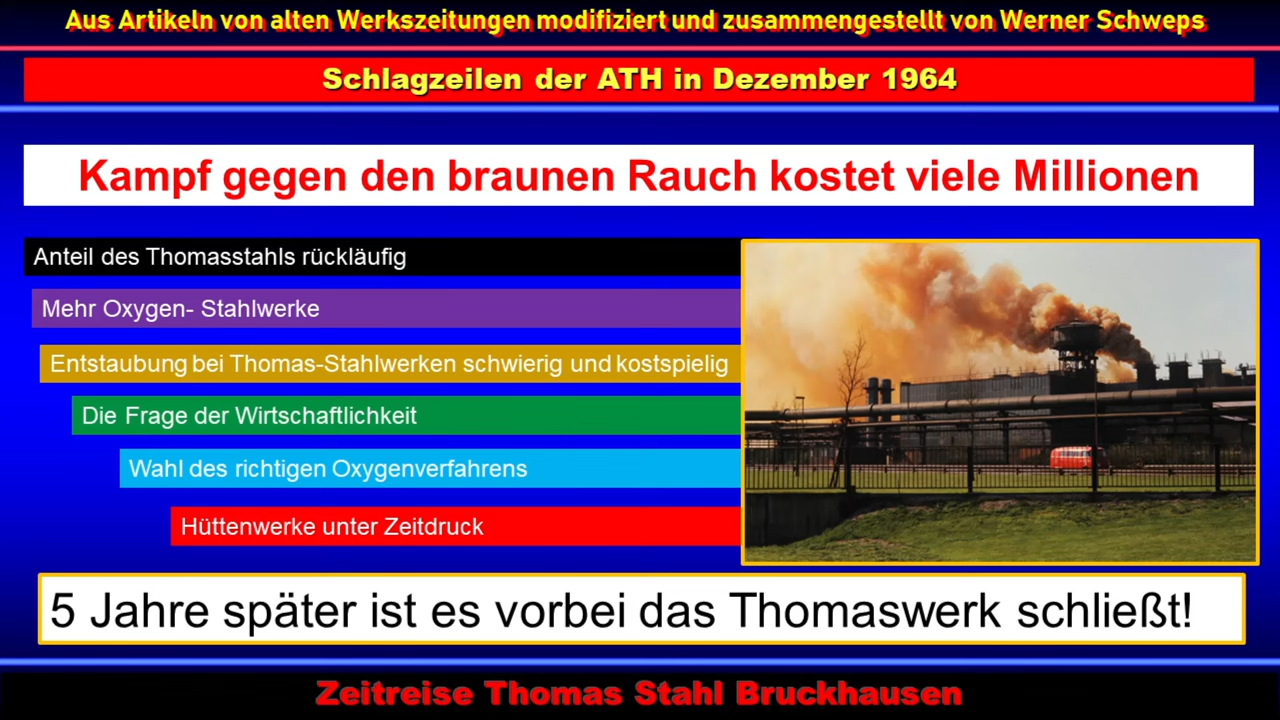 Aus Artikeln von alten Werkszeitungen modifiziert und zusammengestellt von Werner Schweps
Schlagzeilen der ATH in Dezember 1964
Kampf gegen den braunen Rauch kostet viele Millionen
Anteil des Thomasstahls rückläufig
Mehr Oxygen- Stahlwerke
Entstaubung bei Thomas-Stahlwerken schwierig und kostspielig
Die Frage der Wirtschaftlichkeit
Wahl des richtigen Oxygenverfahrens
Hüttenwerke unter Zeitdruck
5 Jahre später ist es vorbei das Thomaswerk schließt!
Zeitreise Thomas Stahl Bruckhausen